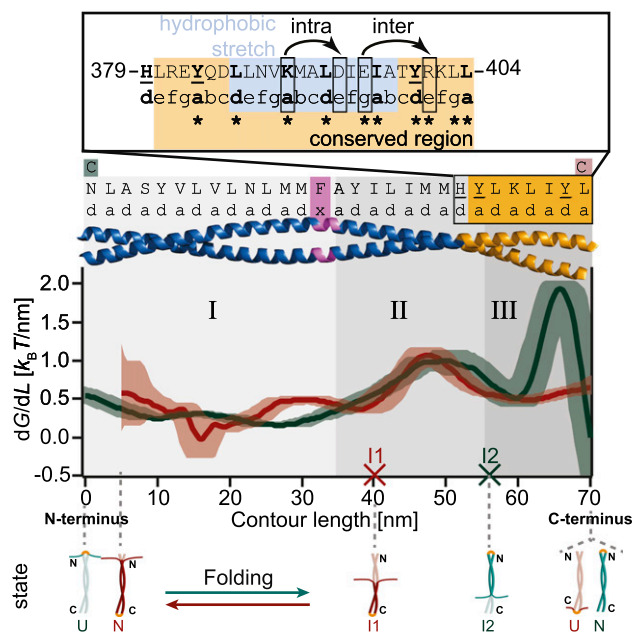 hydrophobic
stretch
intra
inter
379–HLREYQDLLNVKMALDIEIATYRKLL–404
defgabcdefgabcdefgabcdefga
* * * * ** ** **
conserved region
C
C
N L A S Y V L V L N L M M F A Y I L I M M H Y L K L I Y L
d a d a d a d a d a d a d x a d a d a d a d a d a d a d a
I
II
III
dG/dL [kBT/nm]
2.0
1.5
1.0
0.5
0.0
-0.5
I1
I2
0 10 20 30 40 50 60 70
N-terminus
Contour length [nm]
C-terminus
state
Folding
N
C
U
N
C
N
N
C
I1
N
C
I2
N
C
U
N
C
N